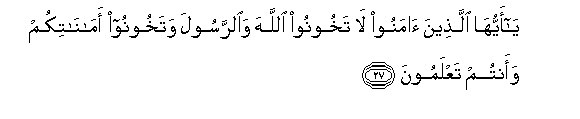 يَـٰٓأَيُّهَا ٱلَّذِينَ ءَامَنُوا۟ لَا تَخُونُوا۟ ٱللَّهَ وَٱلرَّسُولَ وَتَخُونُوٓا۟ أَمَـٰنَـٰتِكُمْ
وَأَنتُمْ تَعْلَمُونَ ﴿٢٧﴾